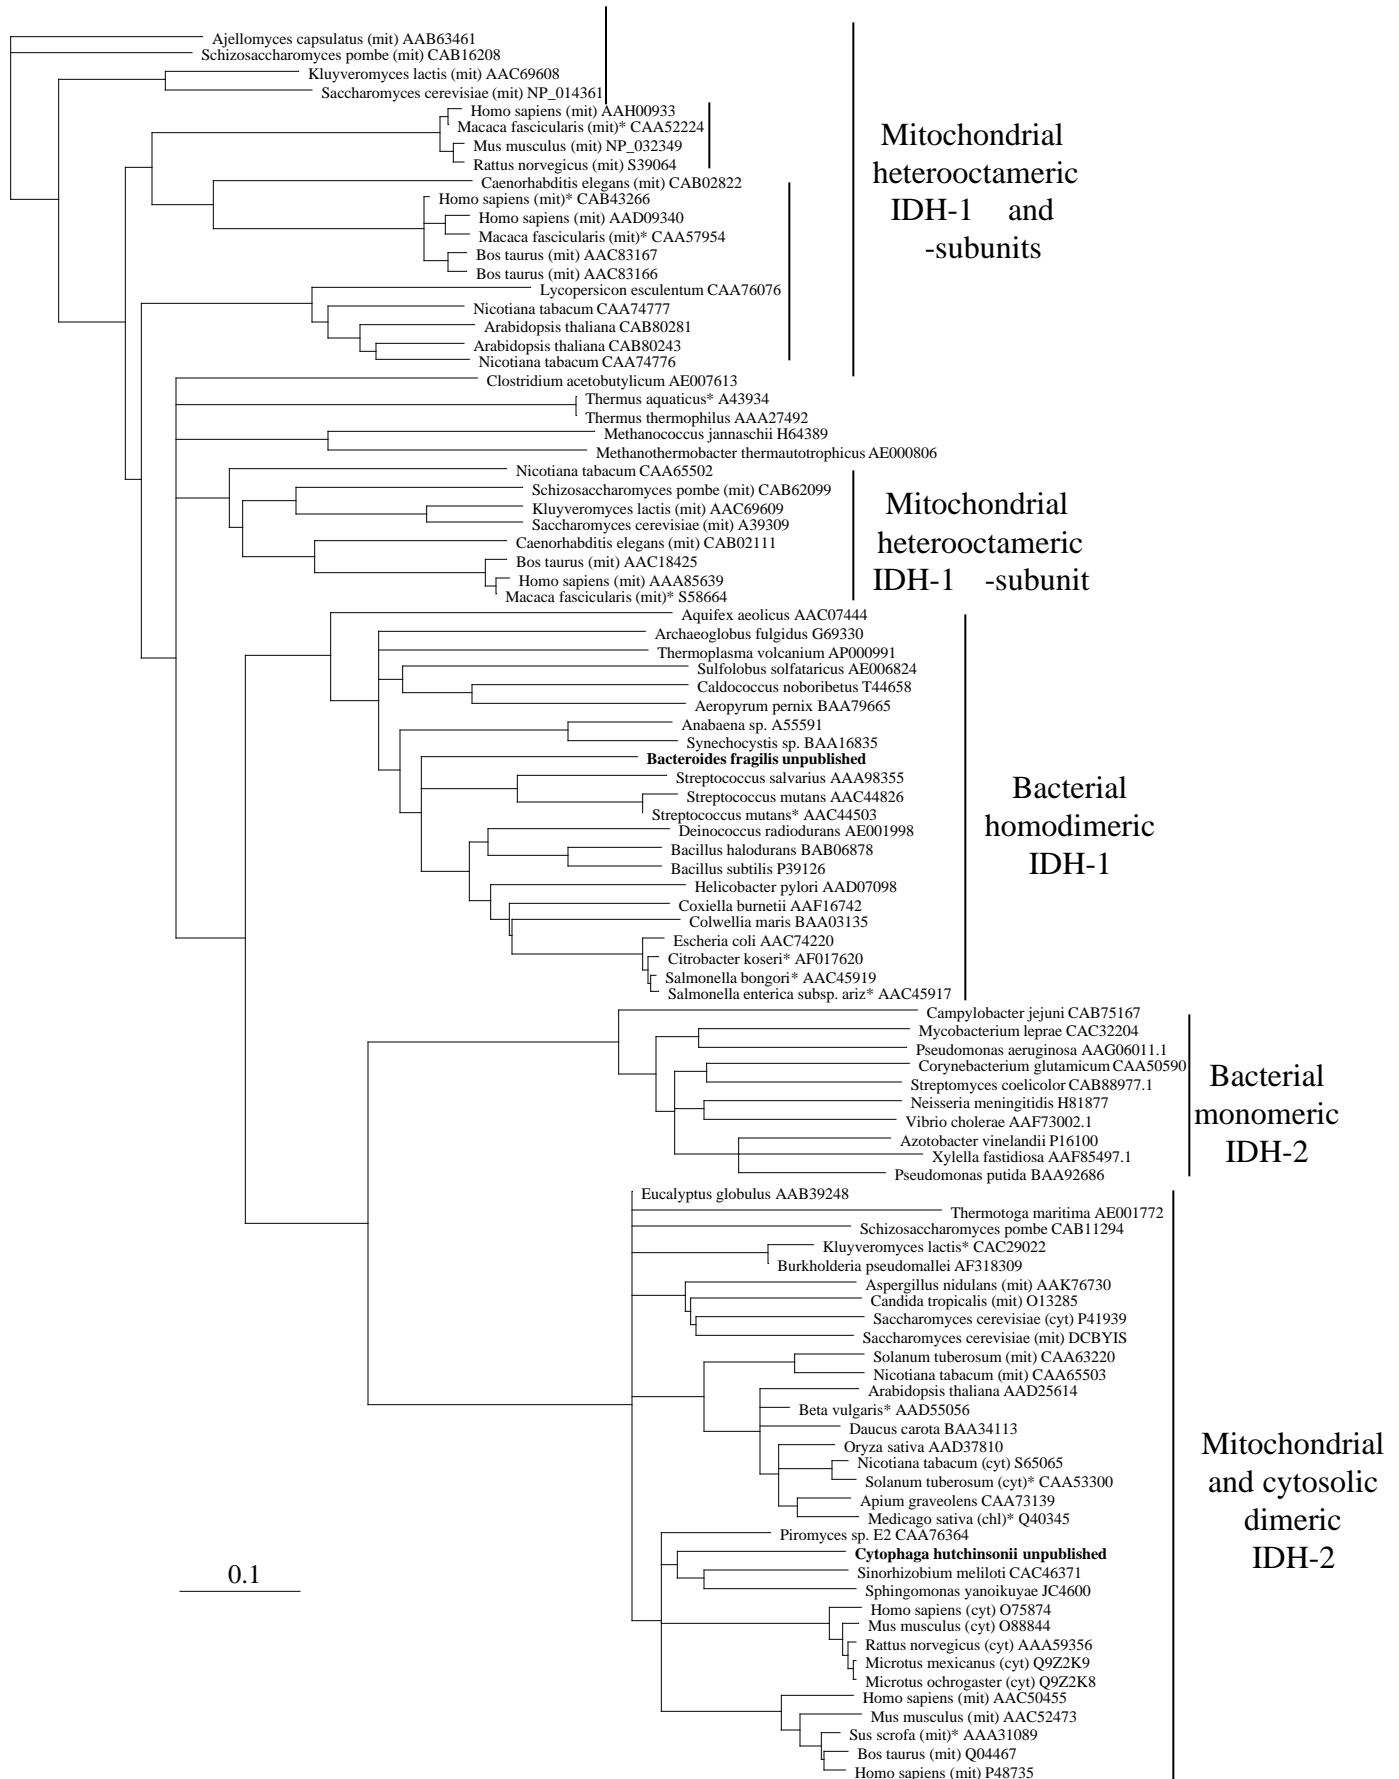 Ajellomyces capsulatus (mit) AAB63461
Schizosaccharomyces pombe (mit) CAB16208
Kluyveromyces lactis (mit) AAC69608
Saccharomyces cerevisiae (mit) NP_014361
Homo sapiens (mit) AAH00933
Macaca fascicularis (mit)* CAA52224
Mus musculus (mit) NP_032349
Rattus norvegicus (mit) S39064
Caenorhabditis elegans (mit) CAB02822
Homo sapiens (mit)* CAB43266
Homo sapiens (mit) AAD09340
Macaca fascicularis (mit)* CAA57954
Bos taurus (mit) AAC83167
Bos taurus (mit) AAC83166
Lycopersicon esculentum CAA76076
Nicotiana tabacum CAA74777
Arabidopsis thaliana CAB80281
Arabidopsis thaliana CAB80243
Nicotiana tabacum CAA74776
Mitochondrial
heterooctameric
IDH-1 and
-subunits
Clostridium acetobutylicum AE007613
Thermus aquaticus* A43934
Thermus thermophilus AAA27492
Methanococcus jannaschii H64389
Methanothermobacter thermautotrophicus AE000806
Nicotiana tabacum CAA65502
Schizosaccharomyces pombe (mit) CAB62099
Kluyveromyces lactis (mit) AAC69609
Saccharomyces cerevisiae (mit) A39309
Caenorhabditis elegans (mit) CAB02111
Bos taurus (mit) AAC18425
Homo sapiens (mit) AAA85639
Macaca fascicularis (mit)* S58664
Mitochondrial
heterooctameric
IDH-1 -subunit
Aquifex aeolicus AAC07444
Archaeoglobus fulgidus G69330
Thermoplasma volcanium AP000991
Sulfolobus solfataricus AE006824
Caldococcus noboribetus T44658
Aeropyrum pernix BAA79665
Anabaena sp. A55591
Synechocystis sp. BAA16835
Bacteroides fragilis unpublished
Streptococcus salvarius AAA98355
Streptococcus mutans AAC44826
Streptococcus mutans* AAC44503
Deinococcus radiodurans AE001998
Bacillus halodurans BAB06878
Bacillus subtilis P39126
Helicobacter pylori AAD07098
Coxiella burnetii AAF16742
Colwellia maris BAA03135
Escheria coli AAC74220
Citrobacter koseri* AF017620
Salmonella bongori* AAC45919
Salmonella enterica subsp. ariz* AAC45917
Bacterial
homodimeric
IDH-1
Campylobacter jejuni CAB75167
Mycobacterium leprae CAC32204
Pseudomonas aeruginosa AAG06011.1
Corynebacterium glutamicum CAA50590
Streptomyces coelicolor CAB88977.1
Neisseria meningitidis H81877
Vibrio cholerae AAF73002.1
Azotobacter vinelandii P16100
Xylella fastidiosa AAF85497.1
Pseudomonas putida BAA92686
Bacterial
monomeric
IDH-2
Eucalyptus globulus AAB39248
Thermotoga maritima AE001772
Schizosaccharomyces pombe CAB11294
Kluyveromyces lactis* CAC29022
Burkholderia pseudomallei AF318309
Aspergillus nidulans (mit) AAK76730
Candida tropicalis (mit) O13285
Saccharomyces cerevisiae (cyt) P41939
Saccharomyces cerevisiae (mit) DCBYIS
Solanum tuberosum (mit) CAA63220
Nicotiana tabacum (mit) CAA65503
Arabidopsis thaliana AAD25614
Beta vulgaris* AAD55056
Daucus carota BAA34113
Oryza sativa AAD37810
Nicotiana tabacum (cyt) S65065
Solanum tuberosum (cyt)* CAA53300
Apium graveolens CAA73139
Medicago sativa (chl)* Q40345
Piromyces sp. E2 CAA76364
Cytophaga hutchinsonii unpublished
Sinorhizobium meliloti CAC46371
Sphingomonas yanoikuyae JC4600
Homo sapiens (cyt) O75874
Mus musculus (cyt) O88844
Rattus norvegicus (cyt) AAA59356
Microtus mexicanus (cyt) Q9Z2K9
Microtus ochrogaster (cyt) Q9Z2K8
Homo sapiens (mit) AAC50455
Mus musculus (mit) AAC52473
Sus scrofa (mit)* AAA31089
Bos taurus (mit) Q04467
Homo sapiens (mit) P48735
Mitochondrial
and cytosolic
dimeric
IDH-2
0.1